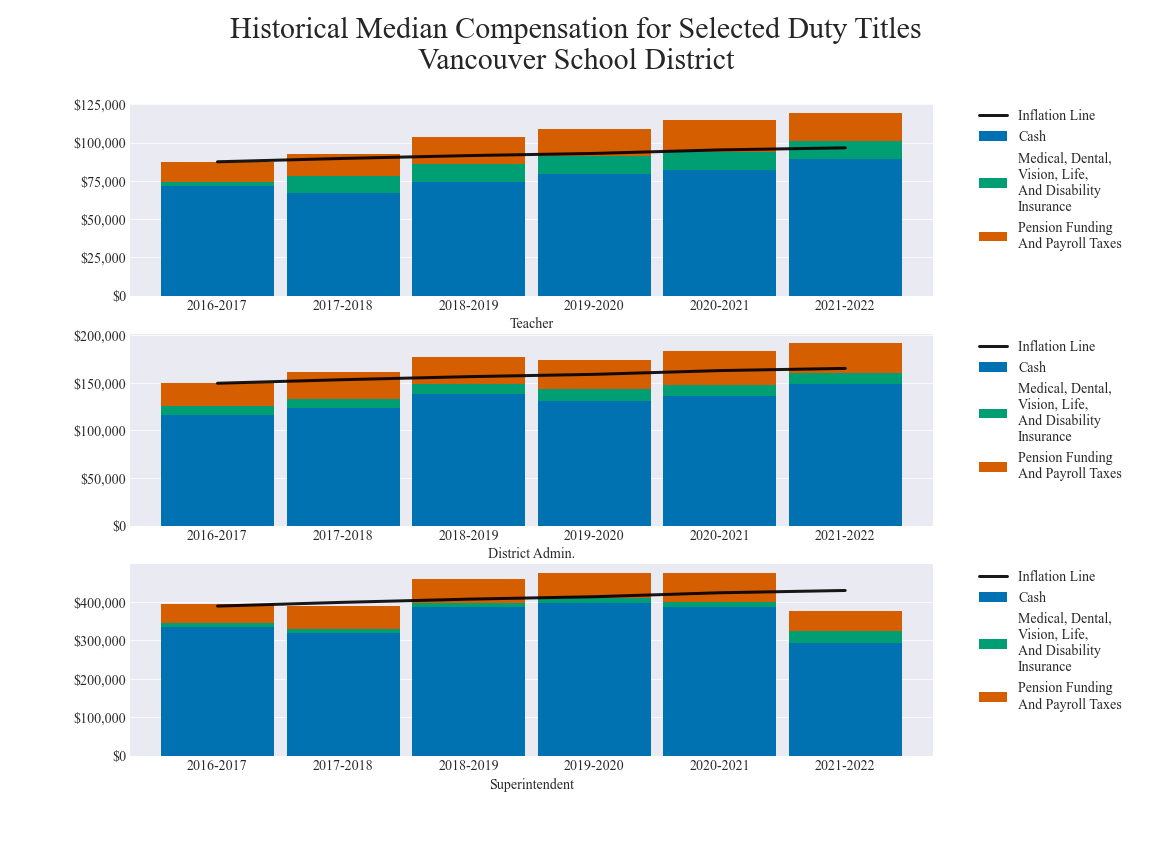 Historical Median Compensation for Selected Duty Titles
Vancouver School District
$125,000
$100,000
$75,000
$50,000
$25,000
$0
2016-2017 2017-2018 2018-2019 2019-2020 2020-2021 2021-2022
Teacher
Inflation Line
Cash
Medical, Dental,
Vision, Life,
And Disability
Insurance
Pension Funding
And Payroll Taxes
$200,000
$150,000
$100,000
$50,000
$0
2016-2017 2017-2018 2018-2019 2019-2020 2020-2021 2021-2022
District Admin.
Inflation Line
Cash
Medical, Dental,
Vision, Life,
And Disability
Insurance
Pension Funding
And Payroll Taxes
$400,000
$300,000
$200,000
$100,000
$0
2016-2017 2017-2018 2018-2019 2019-2020 2020-2021 2021-2022
Superintendent
Inflation Line
Cash
Medical, Dental,
Vision, Life,
And Disability
Insurance
Pension Funding
And Payroll Taxes